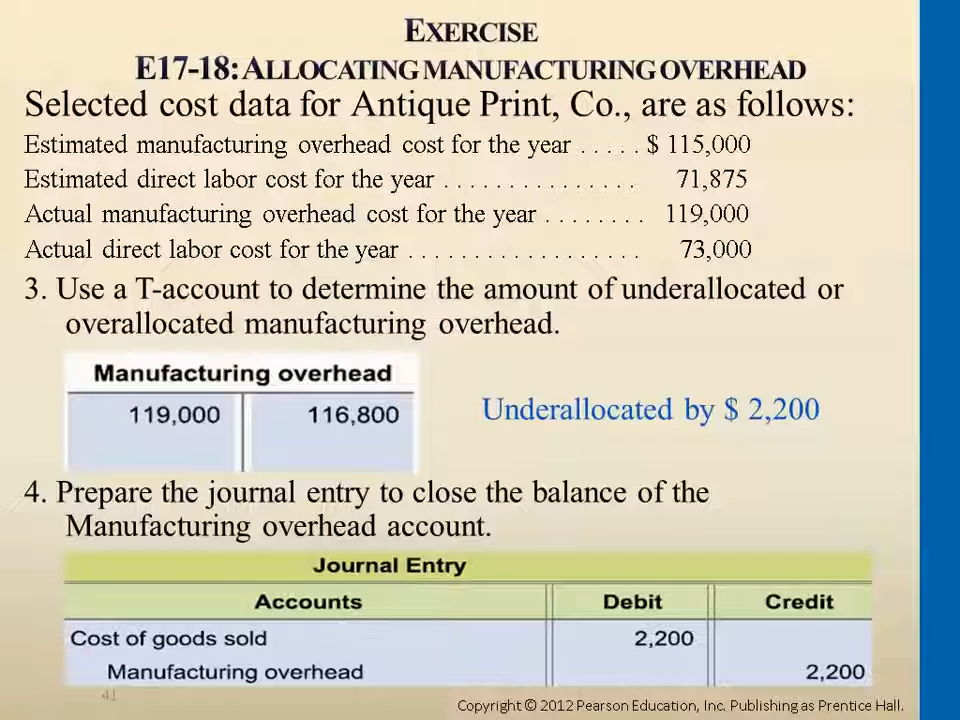 EXERCISE
E17-18: ALLOCATING MANUFACTURING OVERHEAD
Selected cost data for Antique Print, Co., are as follows:
Estimated manufacturing overhead cost for the year . . . . . $ 115,000
Estimated direct labor cost for the year . . . . . . . . . . . . . . . 71,875
Actual manufacturing overhead cost for the year . . . . . . . . 119,000
Actual direct labor cost for the year . . . . . . . . . . . . . . . . . . 73,000
3. Use a T-account to determine the amount of underallocated or
overallocated manufacturing overhead.
Manufacturing overhead
119,000 116,800
Underallocated by $ 2,200
4. Prepare the journal entry to close the balance of the
Manufacturing overhead account.
Journal Entry
Accounts Debit Credit
Cost of goods sold 2,200
Manufacturing overhead 2,200
41
Copyright © 2012 Pearson Education, Inc. Publishing as Prentice Hall.